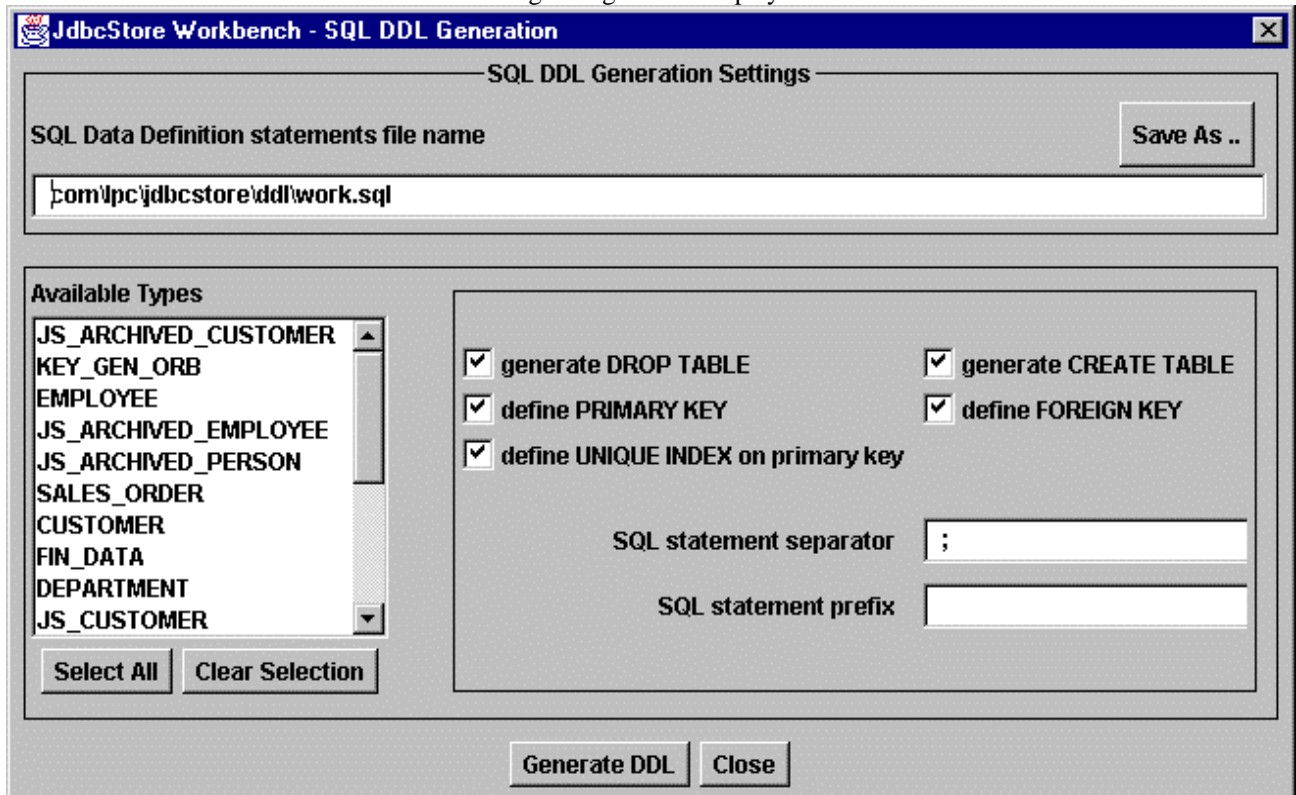 JdbcStore Workbench - SQL DDL Generation
SQL DDL Generation Settings
SQL Data Definition statements file name
Save As ..
com\lpc\jdbcstore\ddl\work.sql
Available Types
JS_ARCHIVED_CUSTOMER
KEY_GEN_ORB
EMPLOYEE
JS_ARCHIVED_EMPLOYEE
JS_ARCHIVED_PERSON
SALES_ORDER
CUSTOMER
FIN_DATA
DEPARTMENT
JS_CUSTOMER
Select All Clear Selection
generate DROP TABLE generate CREATE TABLE
define PRIMARY KEY define FOREIGN KEY
define UNIQUE INDEX on primary key
SQL statement separator ;
SQL statement prefix
Generate DDL Close